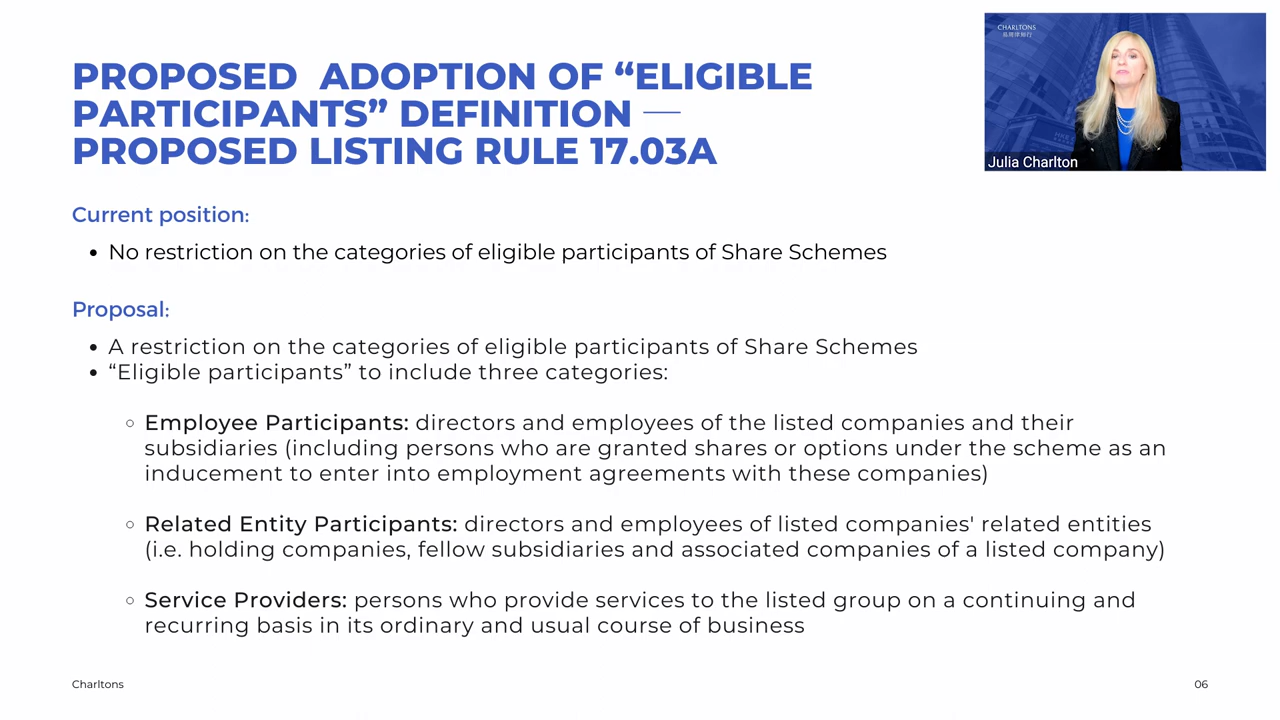 PROPOSED ADOPTION OF “ELIGIBLE
PARTICIPANTS” DEFINITION —
PROPOSED LISTING RULE 17.03A
CHARLTONS
Julia Charlton
Current position:
• No restriction on the categories of eligible participants of Share Schemes
Proposal:
• A restriction on the categories of eligible participants of Share Schemes
• “Eligible participants” to include three categories:
○ Employee Participants: directors and employees of the listed companies and their
subsidiaries (including persons who are granted shares or options under the scheme as an
inducement to enter into employment agreements with these companies)
○ Related Entity Participants: directors and employees of listed companies' related entities
(i.e. holding companies, fellow subsidiaries and associated companies of a listed company)
○ Service Providers: persons who provide services to the listed group on a continuing and
recurring basis in its ordinary and usual course of business
Charltons
06